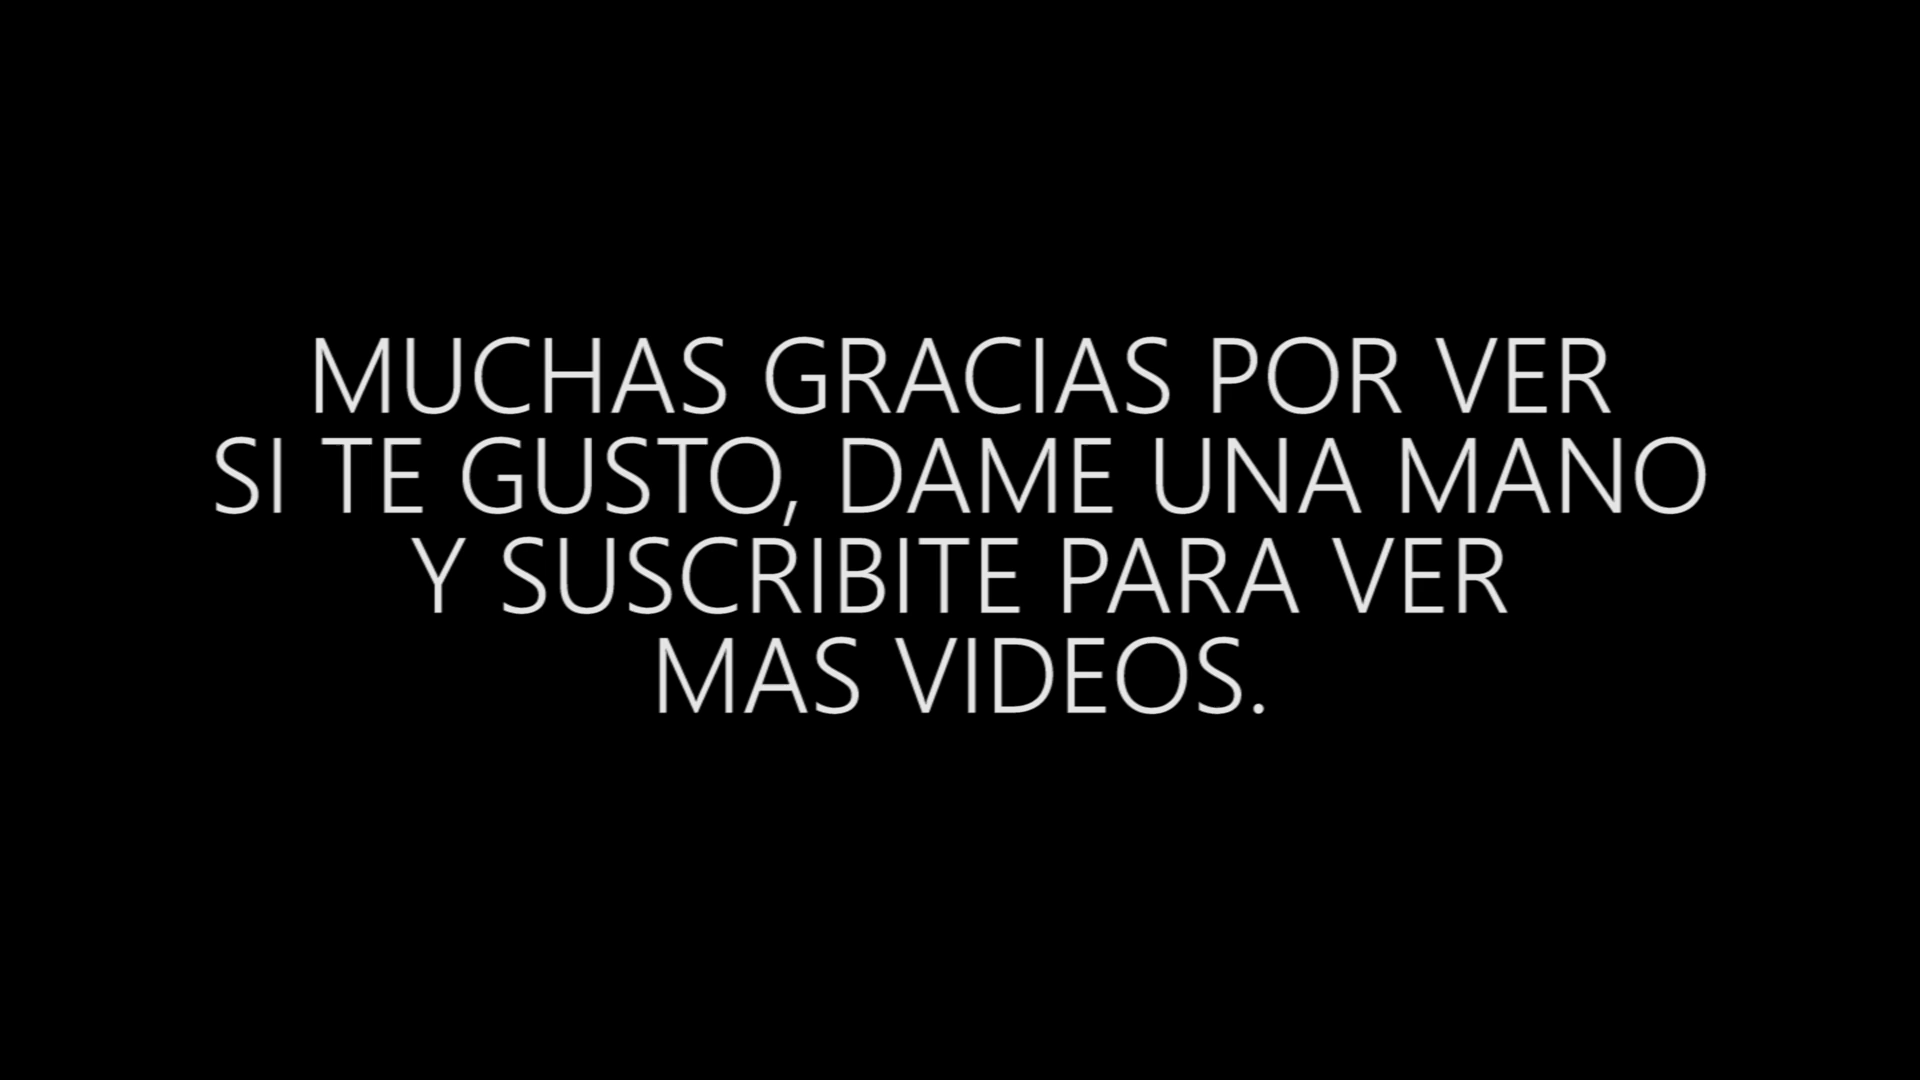 MUCHAS GRACIAS POR VER
SI TE GUSTO, DAME UNA MANO
Y SUSCRIBITE PARA VER
MAS VIDEOS.